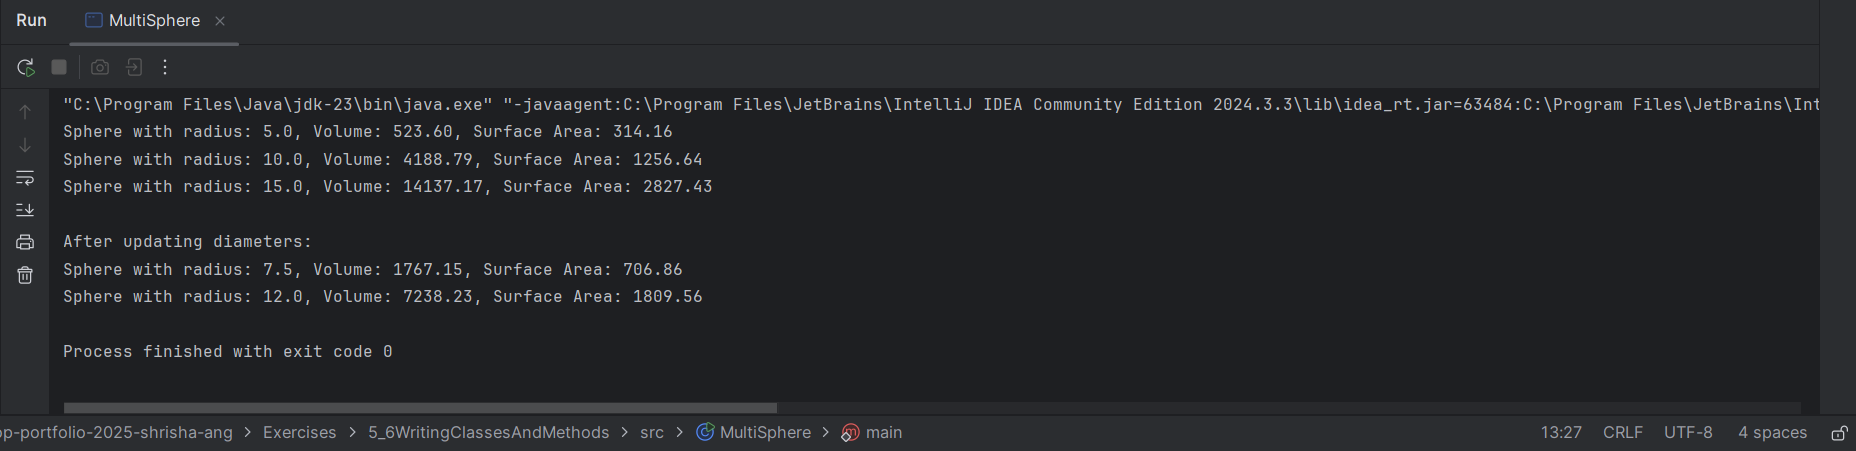 Run MultiSphere
"C:\Program Files\Java\jdk-23\bin\java.exe" "-javaagent:C:\Program Files\JetBrains\IntelliJ IDEA Community Edition 2024.3.3\lib\idea_rt.jar=63484:C:\Program Files\JetBrains\Int
Sphere with radius: 5.0, Volume: 523.60, Surface Area: 314.16
Sphere with radius: 10.0, Volume: 4188.79, Surface Area: 1256.64
Sphere with radius: 15.0, Volume: 14137.17, Surface Area: 2827.43
After updating diameters:
Sphere with radius: 7.5, Volume: 1767.15, Surface Area: 706.86
Sphere with radius: 12.0, Volume: 7238.23, Surface Area: 1809.56
Process finished with exit code 0
op-portfolio-2025-shrisha-ang > Exercises > 5_6WritingClassesAndMethods > src > MultiSphere > main 13:27 CRLF UTF-8 4 spaces